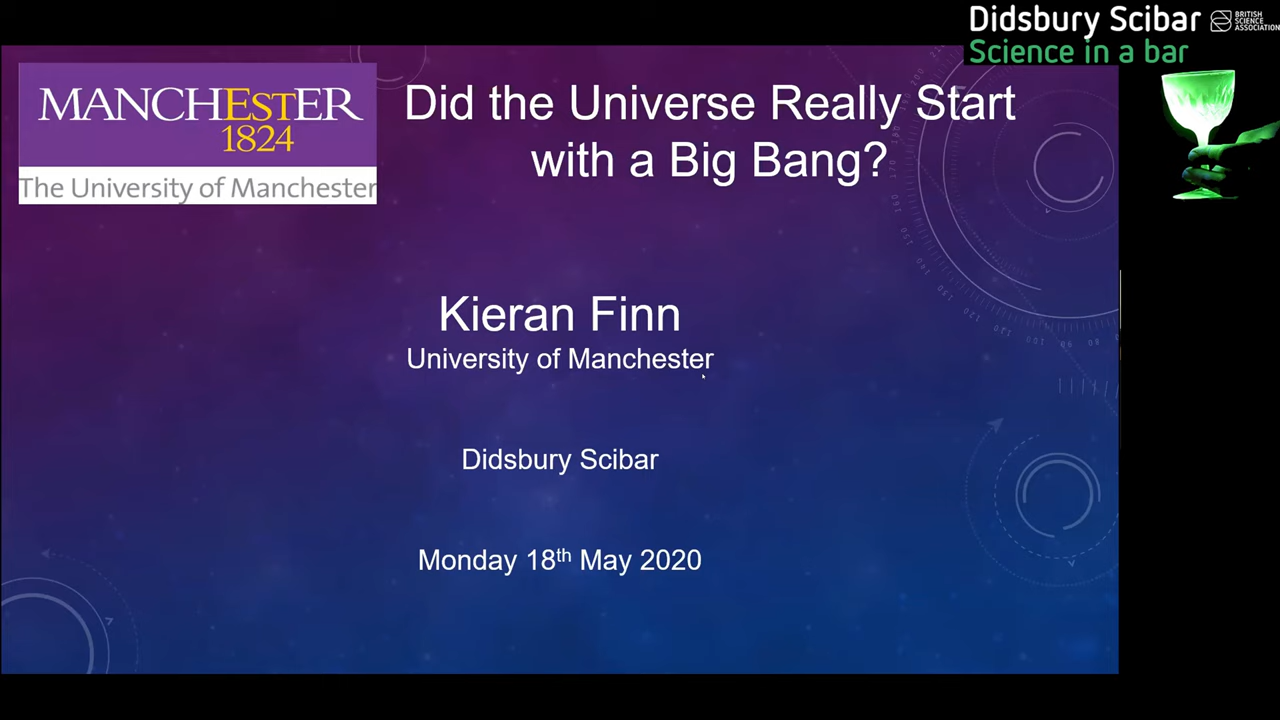 Didsbury Scibar
BRITISH
SCIENCE
ASSOCIATION
Science in a bar
MANCHESTER
1824
The University of Manchester
Did the Universe Really Start
with a Big Bang?
Kieran Finn
University of Manchester
Didsbury Scibar
Monday 18th May 2020